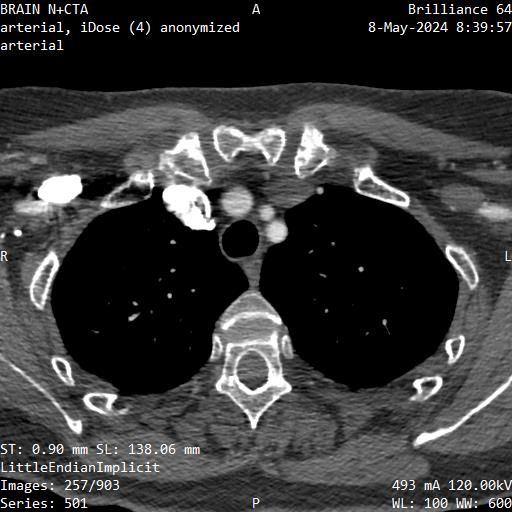 BRAIN N+CTA
A
Brilliance 64
arterial, iDose (4) anonymized
8-May-2024 8:39:57
arterial
R
L
ST: 0.90 mm SL: 138.06 mm
LittleEndianImplicit
Images: 257/903
493 mA 120.00kV
Series: 501
P
WL: 100 WW: 600